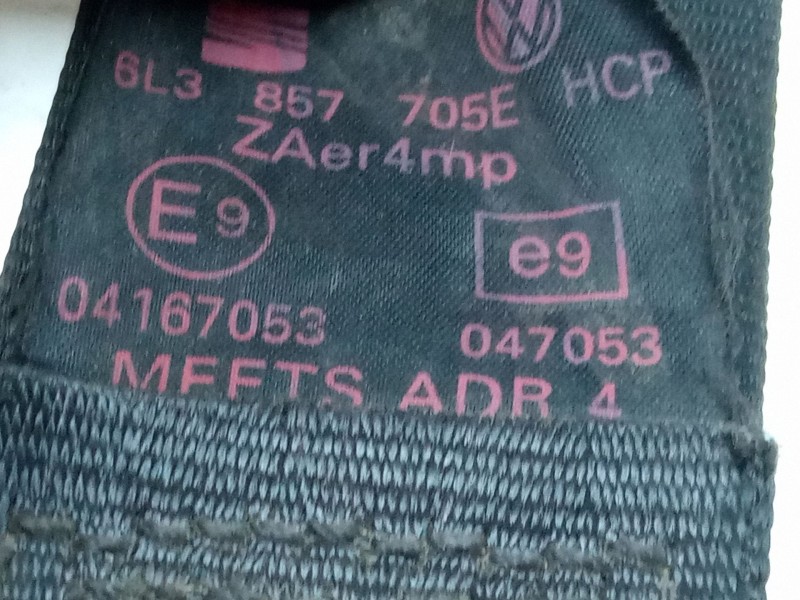 6L3 857 705E HCP
ZAer4mp
E9 e9
04167053 047053
MEETS ADR 4